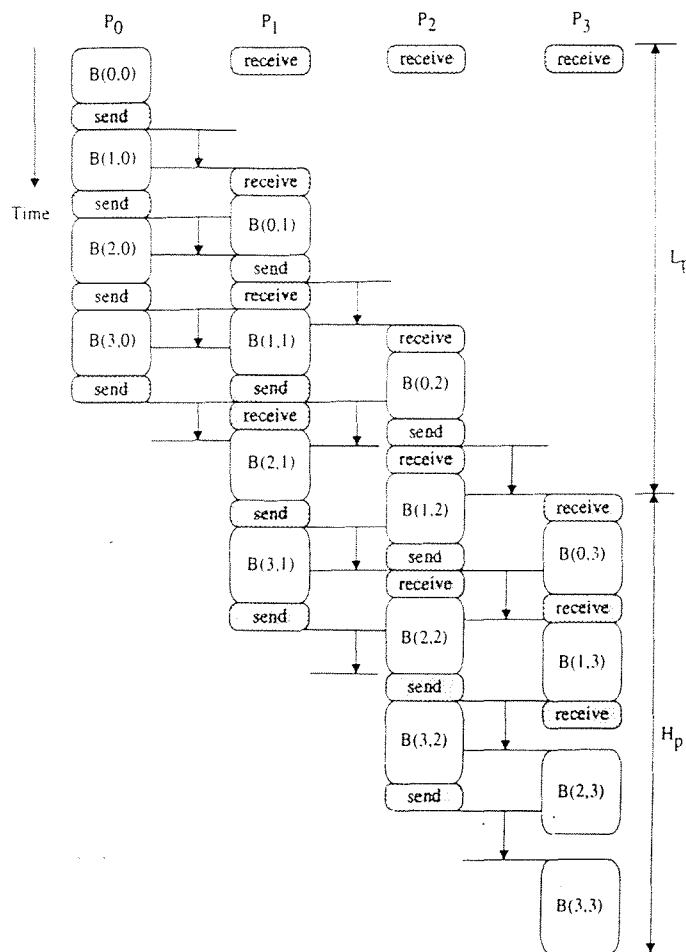 P0 P1 P2 P3
B(0.0) receive receive receive
send
B(1.0)
receive
send
Time
B(0,1)
B(2.0)
send
send receive
B(3,0) B(1,1) receive
B(0,2)
send send
receive send
B(2,1) receive
B(1,2) receive
send
B(3,1) send B(0,3)
receive
send B(2,2) receive
B(1,3)
send
B(3,2) receive
Hp
B(2,3)
send
B(3,3)